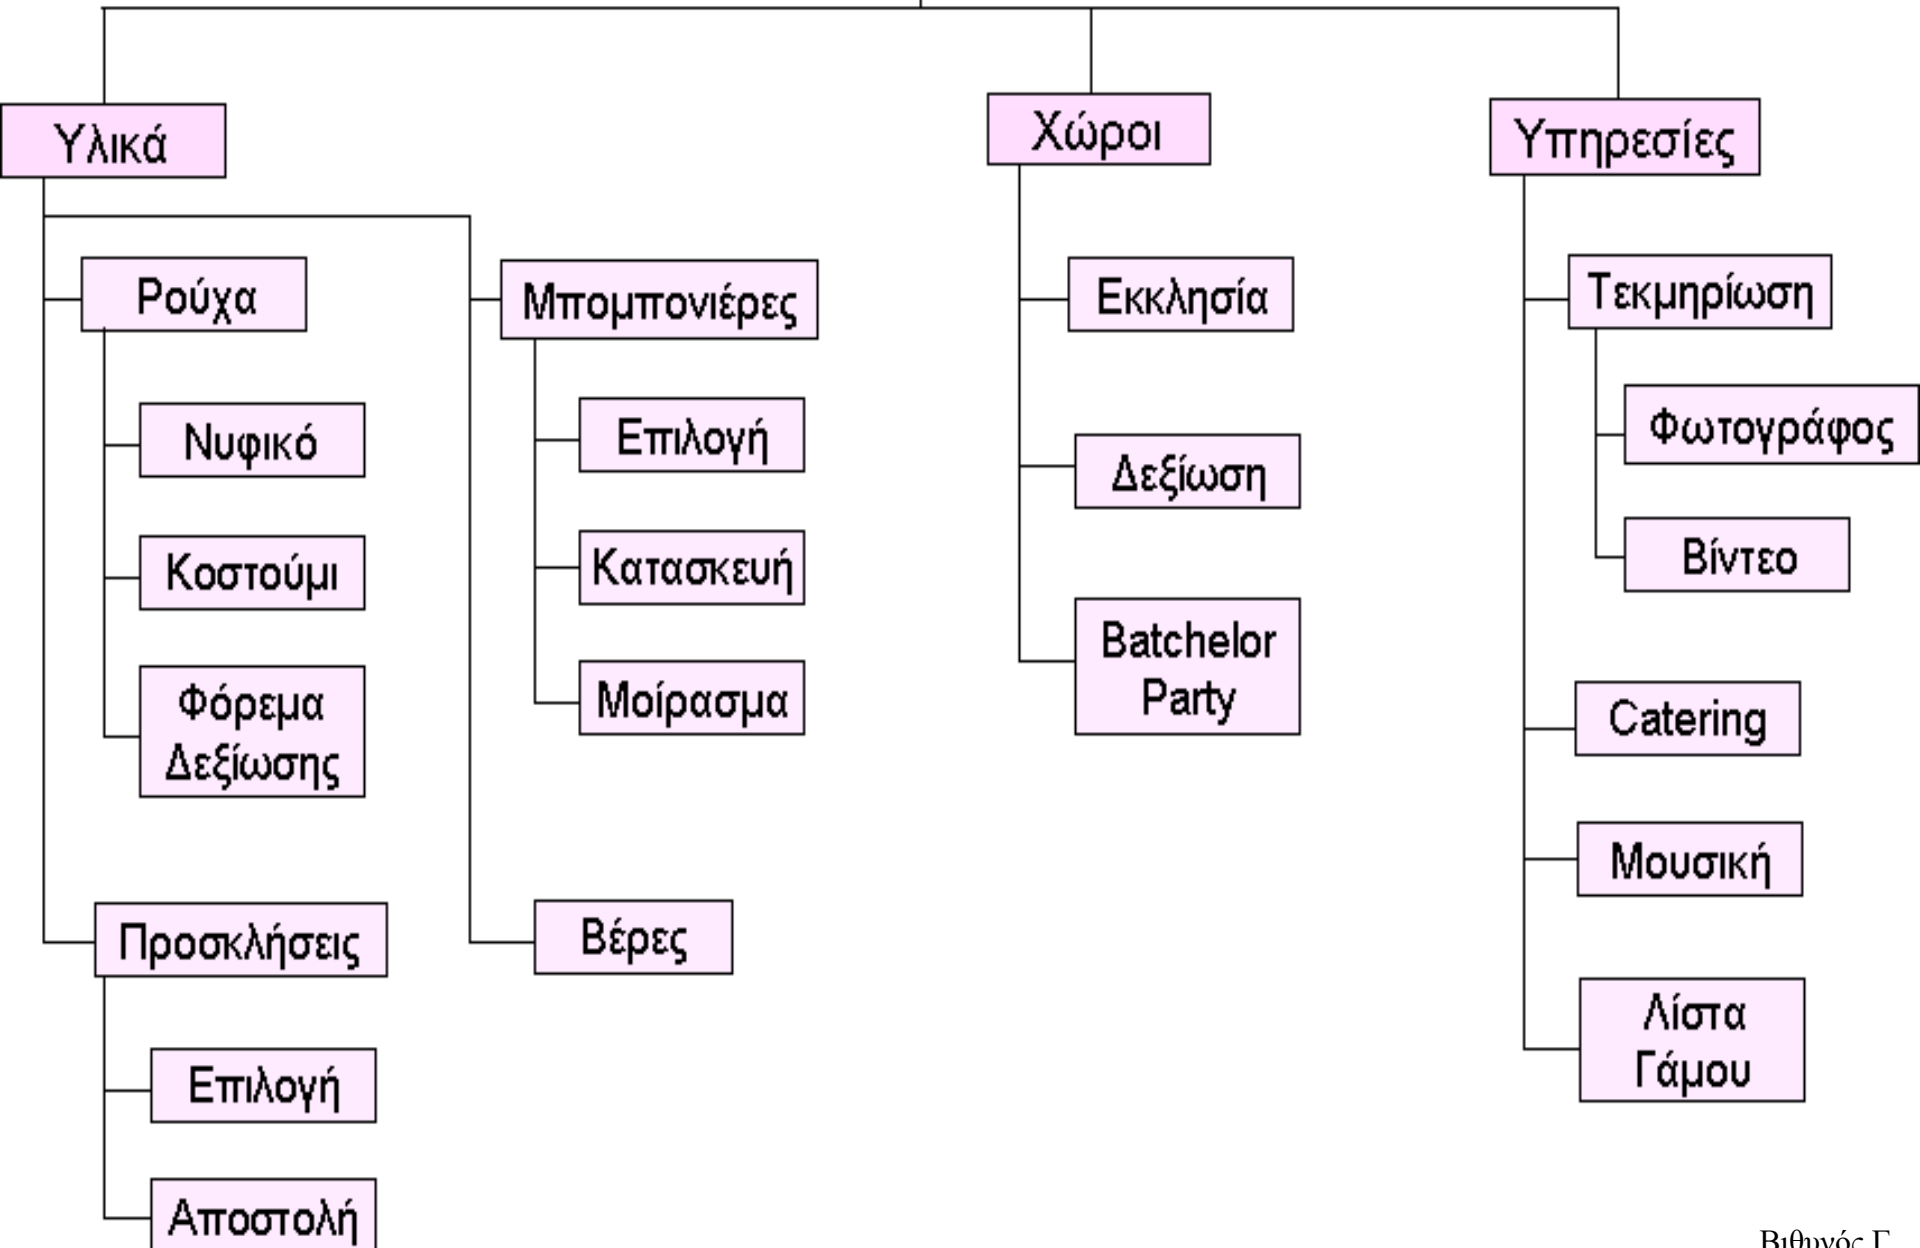 Υλικά
Χώροι
Υπηρεσίες
Ρούχα
Μπομπονιέρες
Εκκλησία
Τεκμηρίωση
Νυφικό
Επιλογή
Δεξίωση
Φωτογράφος
Κοστούμι
Κατασκευή
Βίντεο
Φόρεμα
Δεξίωσης
Μοίρασμα
Batchelor
Party
Catering
Μουσική
Προσκλήσεις
Βέρες
Λίστα
Γάμου
Επιλογή
Αποστολή
Βιθυνός Γ